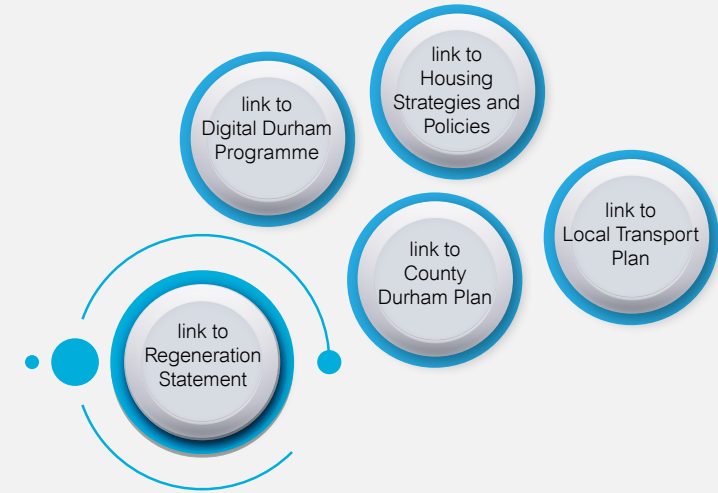 link to
Housing
Strategies and
Policies
link to
Digital Durham
Programme
link to
Local Transport
Plan
link to
County
Durham Plan
link to
Regeneration
Statement